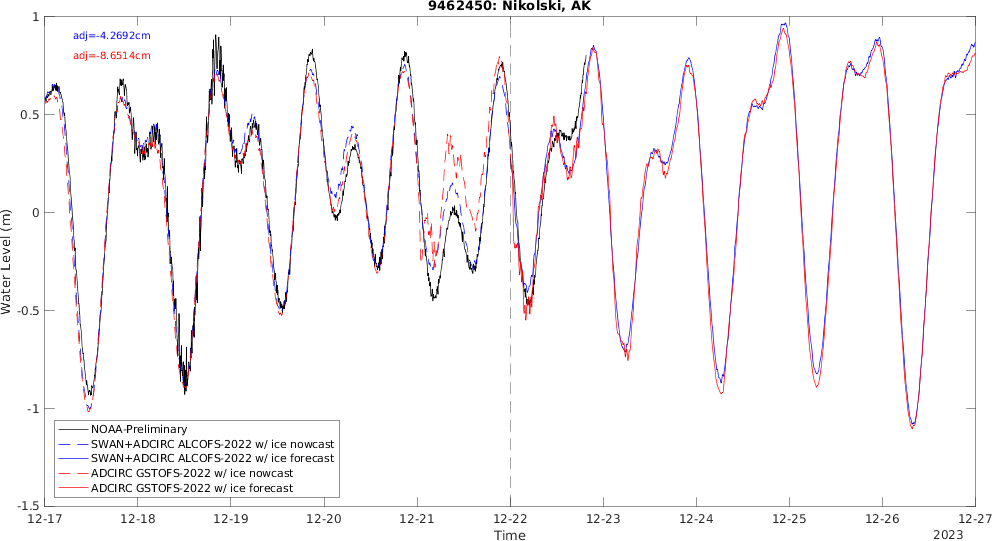 9462450: Nikolski, AK
adj=-4.2692cm
adj=-8.6514cm
Water Level (m)
1
0.5
0
-0.5
-1
-1.5
NOAA-Preliminary
SWAN+ADCIRC ALCOFS-2022 w/ ice nowcast
SWAN+ADCIRC ALCOFS-2022 w/ ice forecast
ADCIRC GSTOFS-2022 w/ ice nowcast
ADCIRC GSTOFS-2022 w/ ice forecast
12-17 12-18 12-19 12-20 12-21 12-22 12-23 12-24 12-25 12-26 12-27
Time
2023